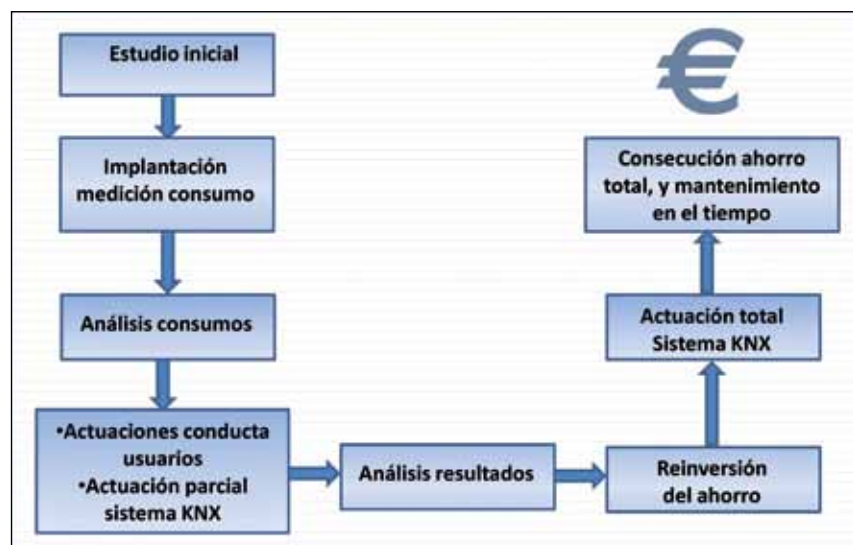 Estudio inicial
Implantación
medición consumo
Análisis consumos
•Actuaciones conducta
usuarios
•Actuación parcial
sistema KNX
Análisis resultados
Reinversión
del ahorro
Actuación total
Sistema KNX
Consecución ahorro
total, y mantenimiento
en el tiempo
€